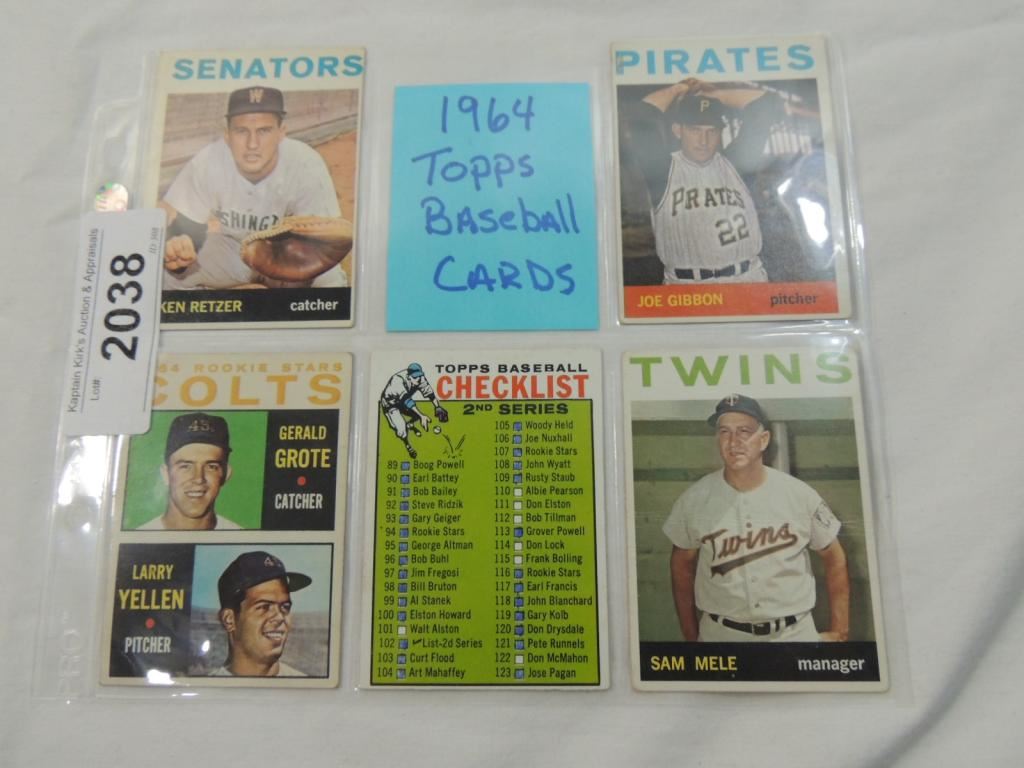 SENATORS
W
SHINGT
KEN RETZER catcher
1964
TOPPS
BASEBALL
CARDS
PIRATES
P
PIRATES
22
JOE GIBBON pitcher
Kaptain Kirk's Auction & Appraisals
Lot#:
2038
64 ROOKIE STARS
COLTS
45
GERALD
GROTE
CATCHER
LARRY
YELLEN
PITCHER
TOPPS BASEBALL
CHECKLIST
2ND SERIES
89 Boog Powell
90 Earl Battey
91 Bob Bailey
92 Steve Ridzik
93 Gary Geiger
94 Rookie Stars
95 George Altman
96 Bob Buhl
97 Jim Fregosi
98 Bill Bruton
99 Al Stanek
100 Elston Howard
101 Walt Alston
102 List-2d Series
103 Curt Flood
104 Art Mahaffey
105 Woody Held
106 Joe Nuxhall
107 Rookie Stars
108 John Wyatt
109 Rusty Staub
110 Albie Pearson
111 Don Elston
112 Bob Tillman
113 Grover Powell
114 Don Lock
115 Frank Bolling
116 Rookie Stars
117 Earl Francis
118 John Blanchard
119 Gary Kolb
120 Don Drysdale
121 Pete Runnels
122 Don McMahon
123 Jose Pagan
TWINS
Twins
SAM MELE manager
PRO